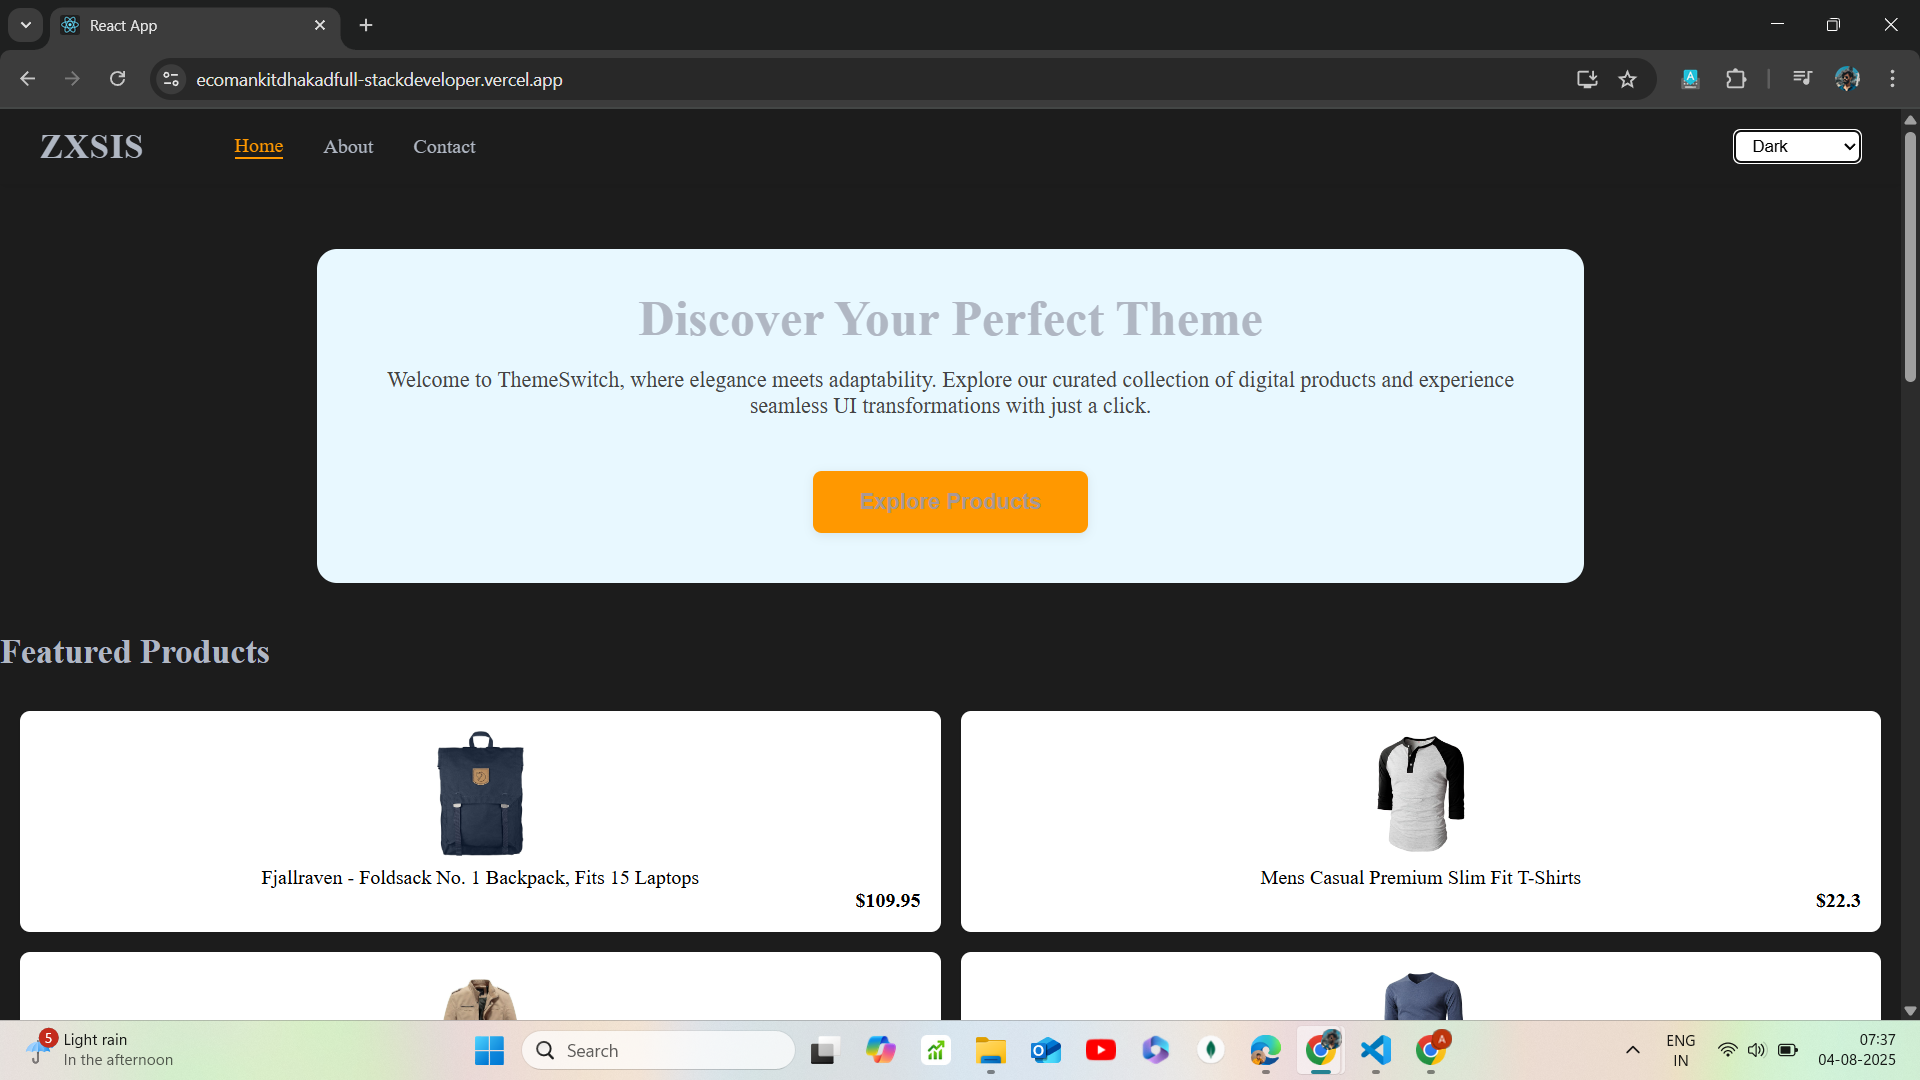 React App
ecomankitdhakadfull-stackdeveloper.vercel.app
ZXSIS
Home
About
Contact
Dark
Discover Your Perfect Theme
Welcome to ThemeSwitch, where elegance meets adaptability. Explore our curated collection of digital products and experience
seamless UI transformations with just a click.
Explore Products
Featured Products
Fjallraven - Foldsack No. 1 Backpack, Fits 15 Laptops
$109.95
Mens Casual Premium Slim Fit T-Shirts
$22.3
5
Light rain
In the afternoon
Search
A
ENG
IN
07:37
04-08-2025